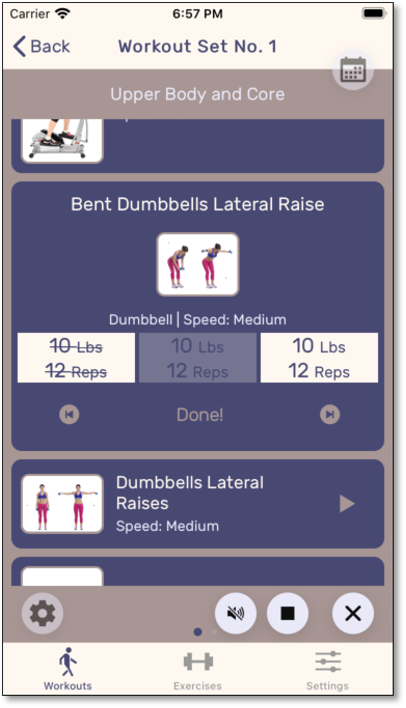 Carrier 6:57 PM
Back Workout Set No. 1
Upper Body and Core
Bent Dumbbells Lateral Raise
Dumbbell | Speed: Medium
10 Lbs 10 Lbs 10 Lbs
12 Reps 12 Reps 12 Reps
Done!
Dumbbells Lateral
Raises
Speed: Medium
Workouts Exercises Settings